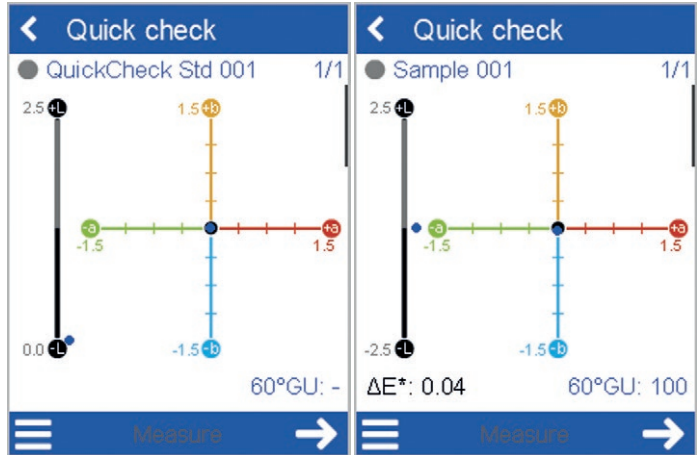 Quick check
QuickCheck Std 001 1/1
2.5 +L 1.5 +b
-a +a
-1.5 1.5
0.0 -L -1.5 -b
60°GU: -
Measure
Quick check
Sample 001 1/1
2.5 +L 1.5 +b
-a +a
-1.5 1.5
-2.5 -L -1.5 -b
ΔE*: 0.04 60°GU: 100
Measure